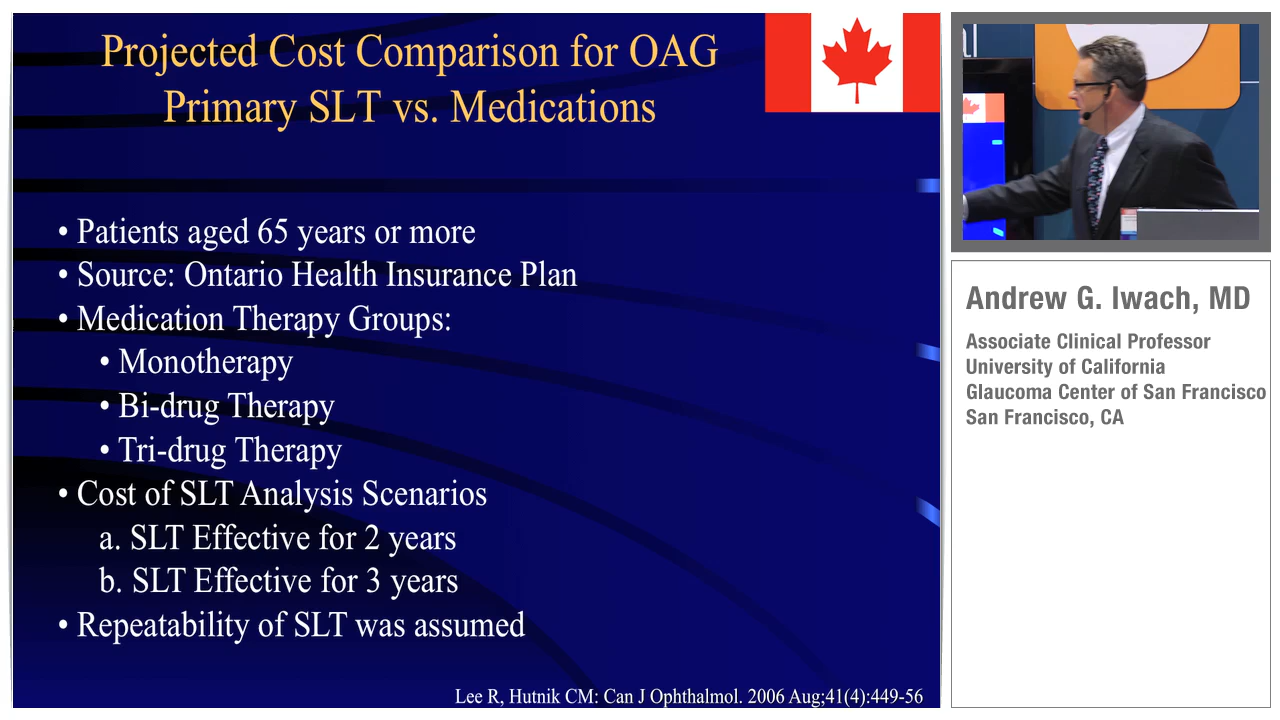 Projected Cost Comparison for OAG
Primary SLT vs. Medications
• Patients aged 65 years or more
• Source: Ontario Health Insurance Plan
• Medication Therapy Groups:
• Monotherapy
• Bi-drug Therapy
• Tri-drug Therapy
• Cost of SLT Analysis Scenarios
a. SLT Effective for 2 years
b. SLT Effective for 3 years
• Repeatability of SLT was assumed
Lee R, Hutnik CM: Can J Ophthalmol. 2006 Aug;41(4):449-56
Andrew G. Iwach, MD
Associate Clinical Professor
University of California
Glaucoma Center of San Francisco
San Francisco, CA